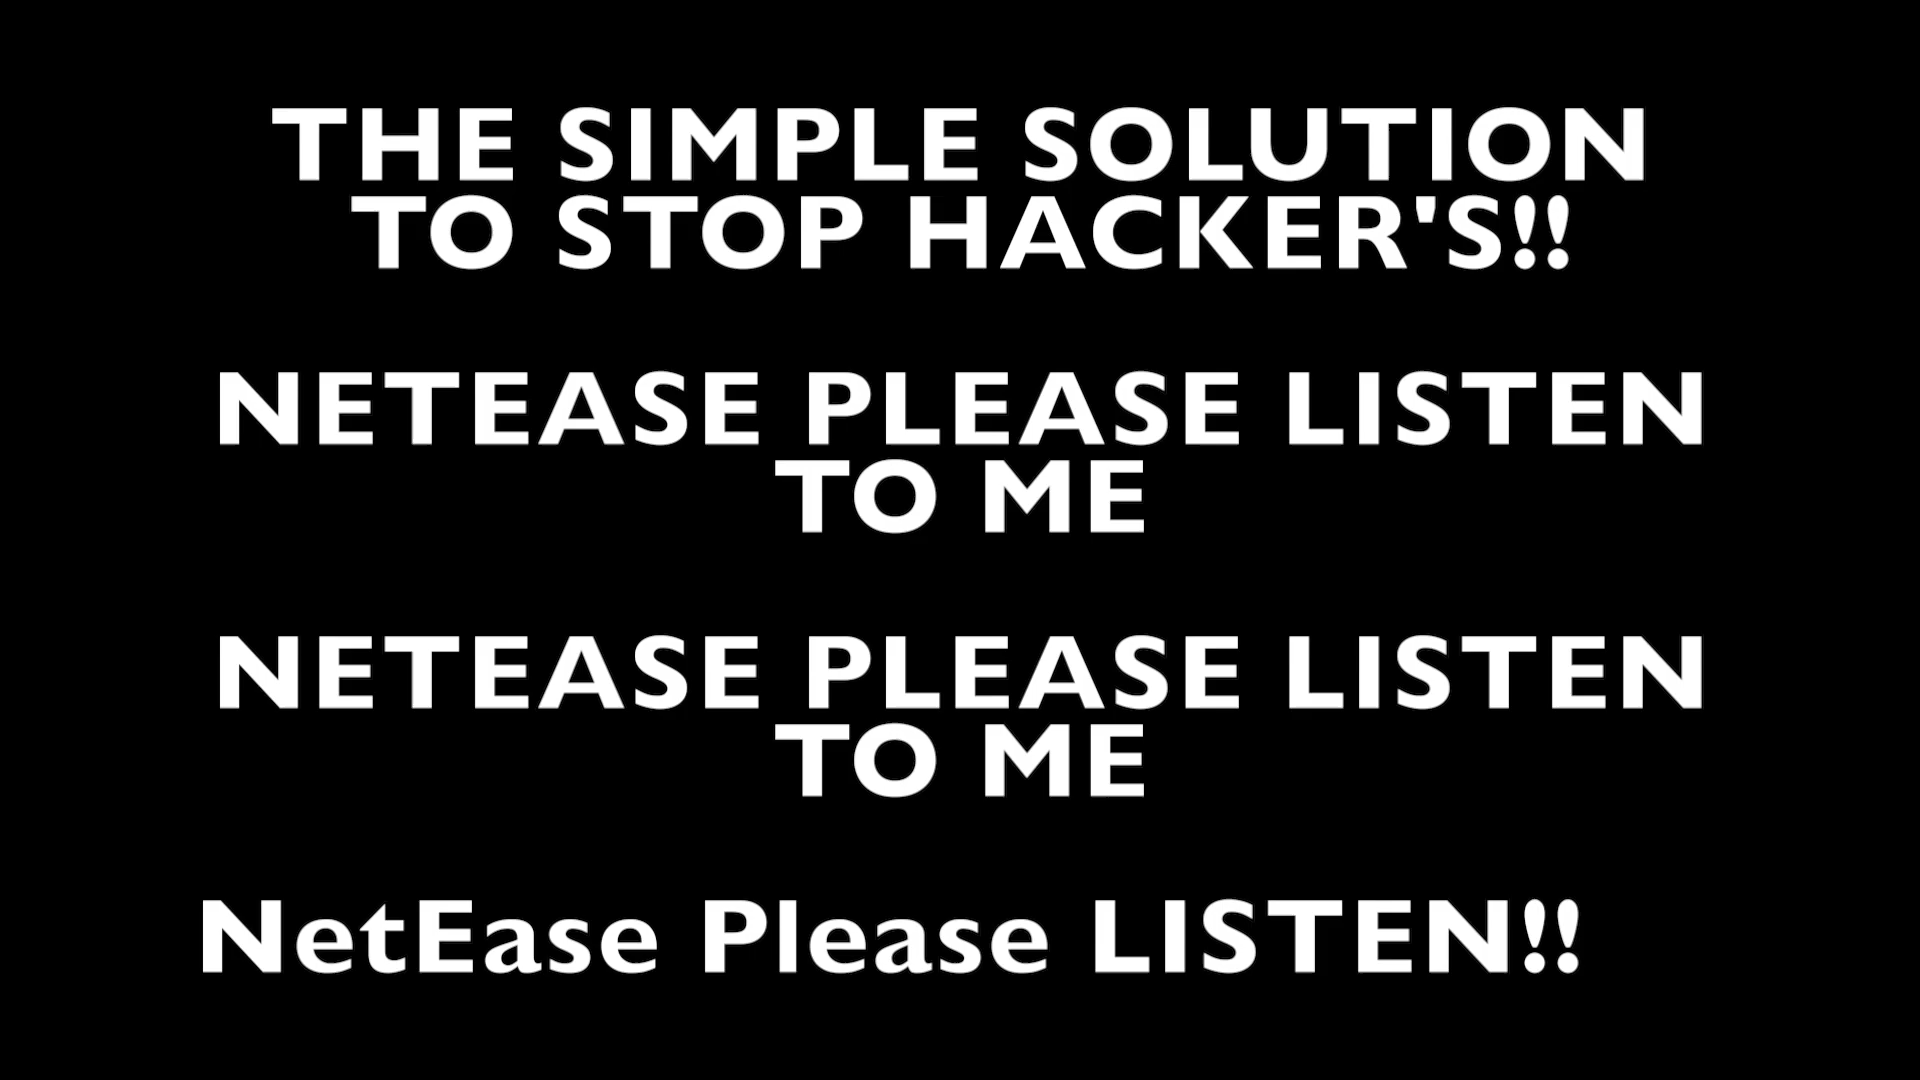 THE SIMPLE SOLUTION
TO STOP HACKER'S!!
NETEASE PLEASE LISTEN
TO ME
NETEASE PLEASE LISTEN
TO ME
NetEase Please LISTEN!!